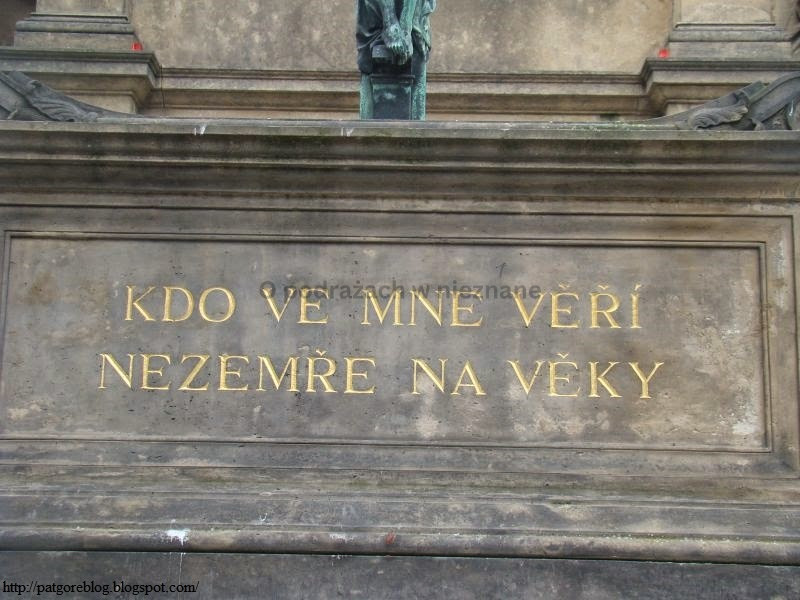 KDO VE MNE VĚŘÍ
O podrażach w nieznane
NEZEMŘE NA VĚKY
http://patgoreblog.blogspot.com/